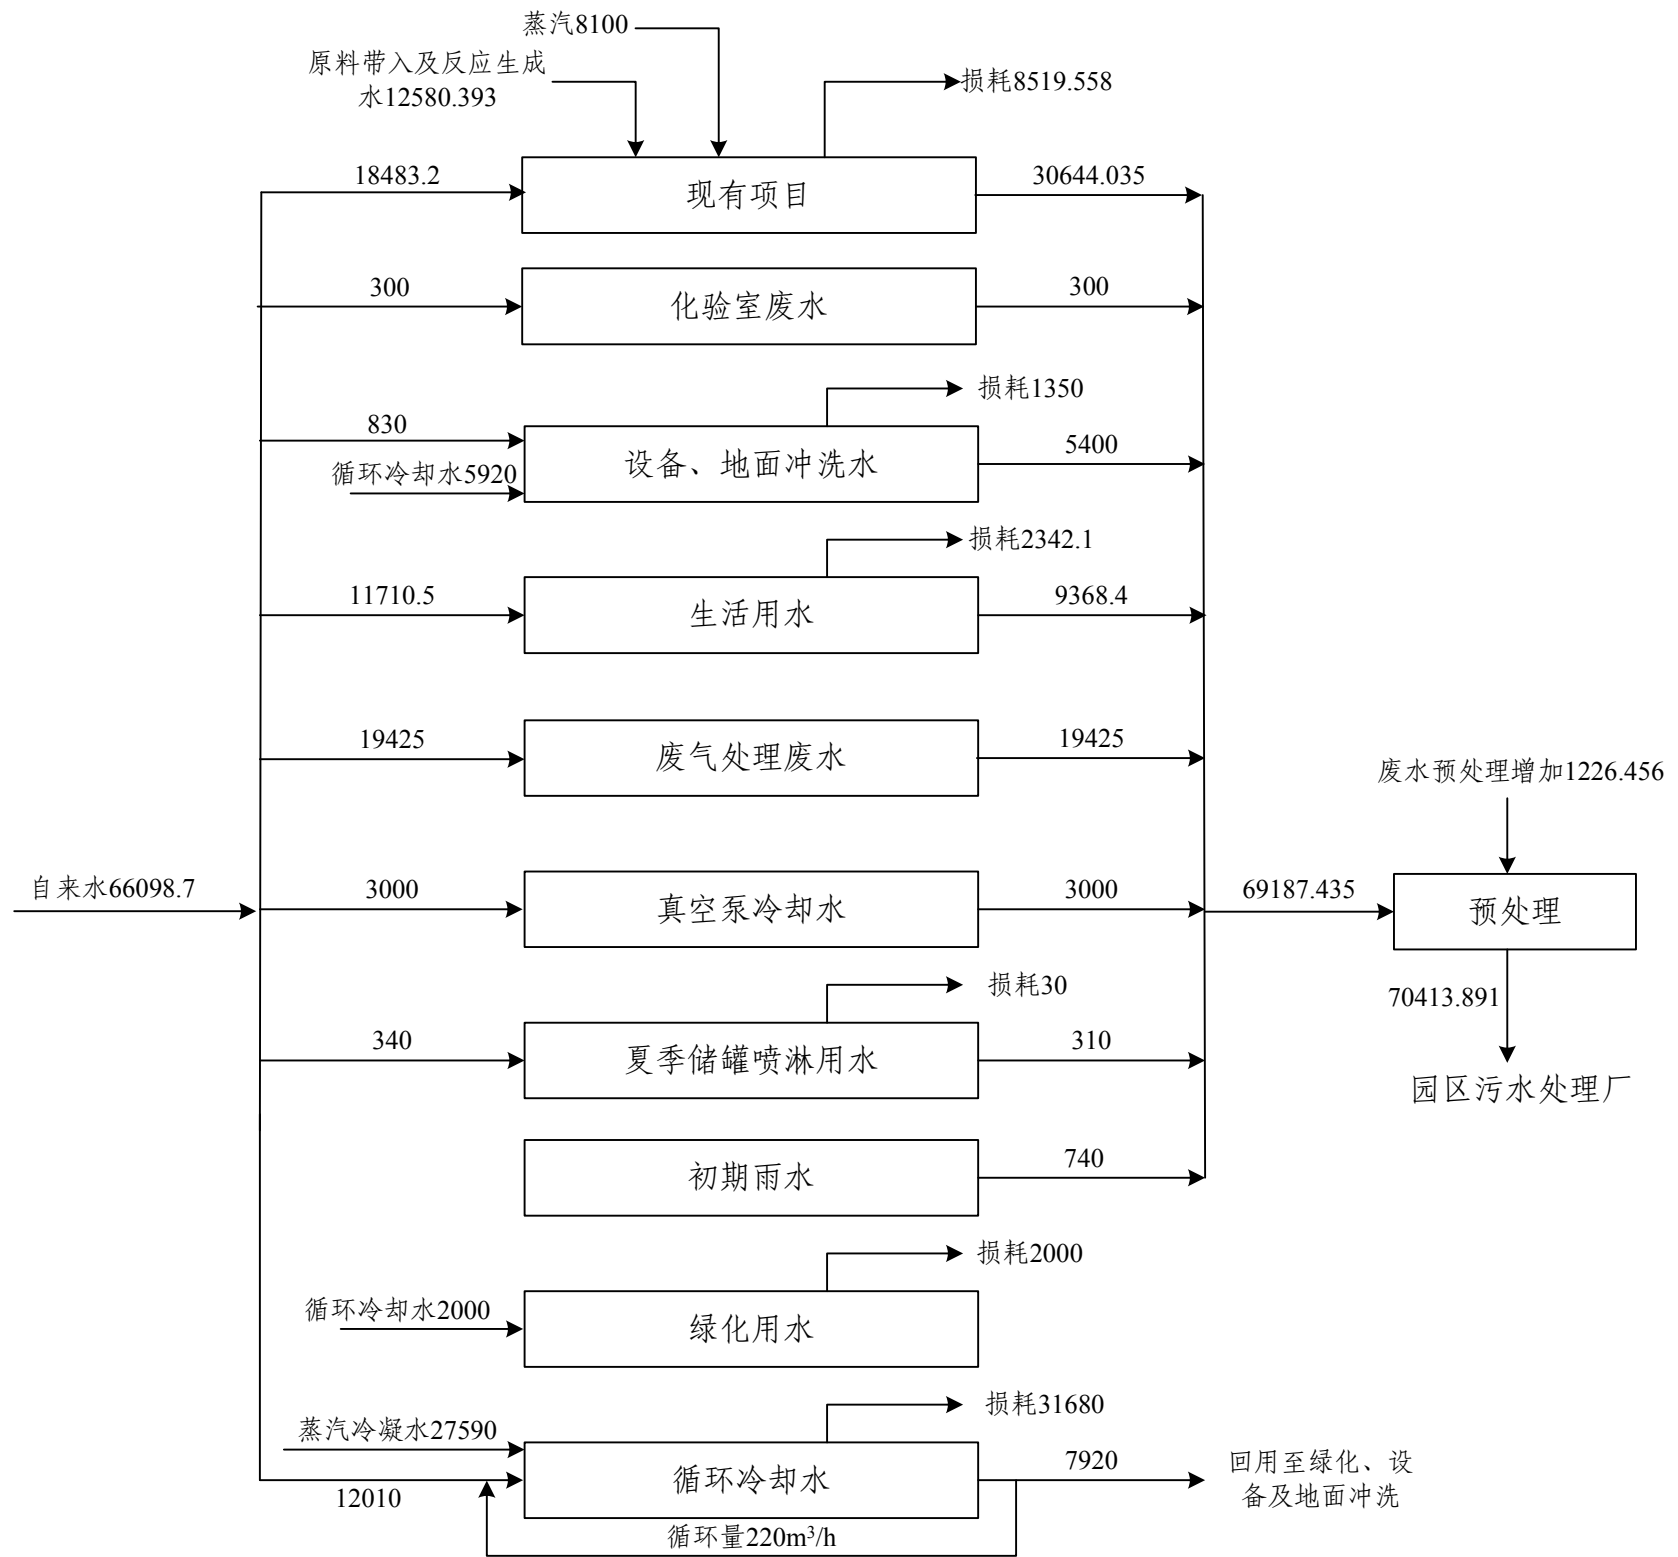 蒸汽8100
原料带入及反应生成
水12580.393
损耗8519.558
18483.2
现有项目
30644.035
300
化验室废水
300
损耗1350
830
设备、地面冲洗水
5400
循环冷却水5920
损耗2342.1
11710.5
生活用水
9368.4
19425
废气处理废水
19425
废水预处理增加1226.456
自来水66098.7
3000
真空泵冷却水
3000
69187.435
预处理
损耗30
70413.891
340
夏季储罐喷淋用水
310
园区污水处理厂
初期雨水
740
损耗2000
循环冷却水2000
绿化用水
损耗31680
蒸汽冷凝水27590
循环冷却水
7920
回用至绿化、设
备及地面冲洗
12010
循环量220m³/h